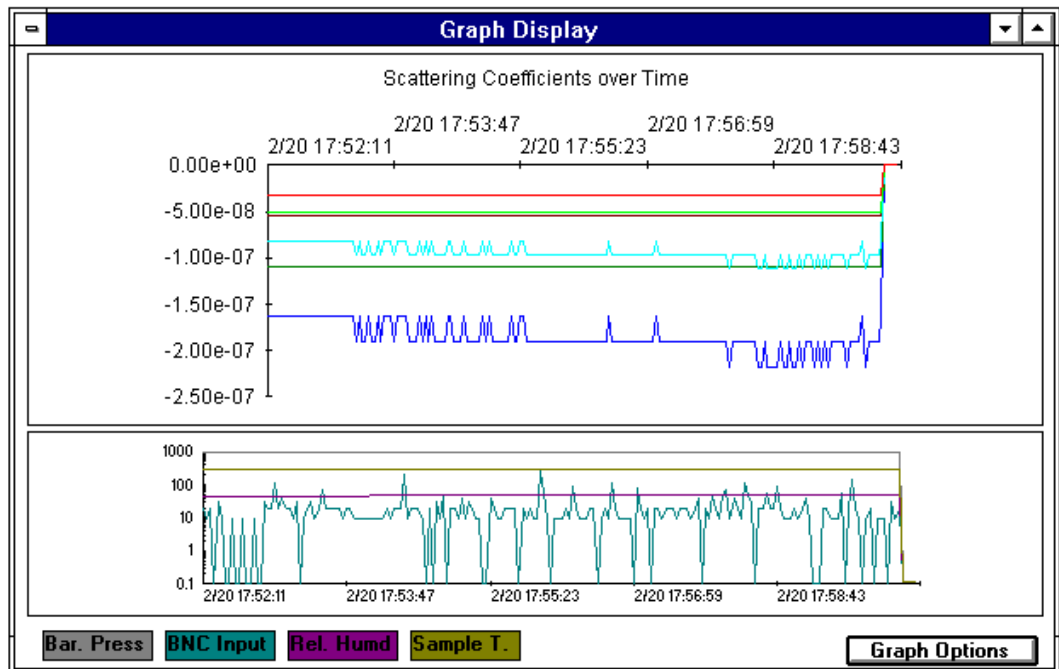 Graph Display
Scattering Coefficients over Time
2/20 17:53:47 2/20 17:56:59
2/20 17:52:11 2/20 17:55:23 2/20 17:58:43
0.00e+00
-5.00e-08
-1.00e-07
-1.50e-07
-2.00e-07
-2.50e-07
1000
100
10
1
0.1
2/20 17:52:11 2/20 17:53:47 2/20 17:55:23 2/20 17:56:59 2/20 17:58:43
Bar. Press BNC Input Rel. Humd Sample T. Graph Options